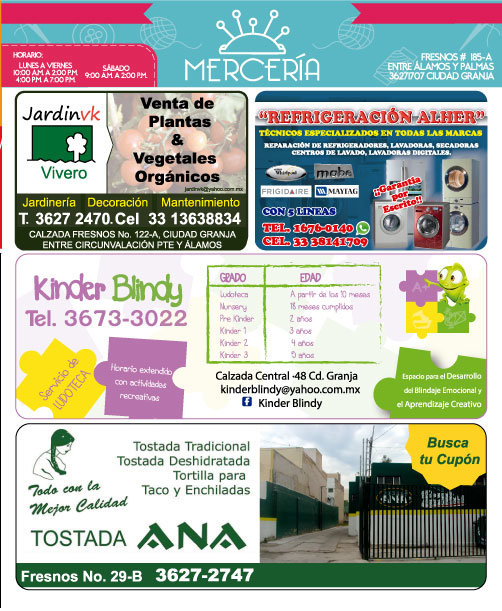 HORARIO:
LUNES A VIERNES
10:00 A.M. A 2:00 P.M.
4:00 P.M. A 7:00 P.M.
SÁBADO
9:00 A.M. A 2:00 P.M.
MERCERÍA
FRESNOS # 185-A
ENTRE ÁLAMOS Y PALMAS
36277707 CIUDAD GRANJA
Jardinvk
Vivero
Venta de
Plantas
&
Vegetales
Orgánicos
jardinvk@yahoo.com.mx
Jardinería Decoración Mantenimiento
T. 3627 2470. Cel 33 13638834
CALZADA FRESNOS No. 122-A, CIUDAD GRANJA
ENTRE CIRCUNVALACIÓN PTE Y ÁLAMOS
"REFRIGERACIÓN ALHER"
TÉCNICOS ESPECIALIZADOS EN TODAS LAS MARCAS
REPARACIÓN DE REFRIGERADORES, LAVADORAS, SECADORAS
CENTROS DE LAVADO, LAVADORAS DIGITALES.
Whirlpool
mabe
FRIGIDAIRE
MAYTAG
¡¡Garantía
por
Escrito!!
CON 5 LINEAS
TEL. 1676-0140
CEL. 33 38141709
Kinder Blindy
Tel. 3673-3022
GRADO EDAD
Ludoteca A partir de los 10 meses
Nursery 18 meses cumplidos
Pre Kinder 2 años
Kinder 1 3 años
Kinder 2 4 años
Kinder 3 5 años
A+
Servicio de
LUDOTECA
Horario extendido
con actividades
recreativas
Calzada Central -48 Cd. Granja
kinderblindy@yahoo.com.mx
Kinder Blindy
Espacio para el Desarrollo
del Blindaje Emocional y
el Aprendizaje Creativo
Todo con la
Mejor Calidad
Tostada Tradicional
Tostada Deshidratada
Tortilla para
Taco y Enchiladas
TOSTADA ANA
Busca
tu Cupón
Fresnos No. 29-B 3627-2747